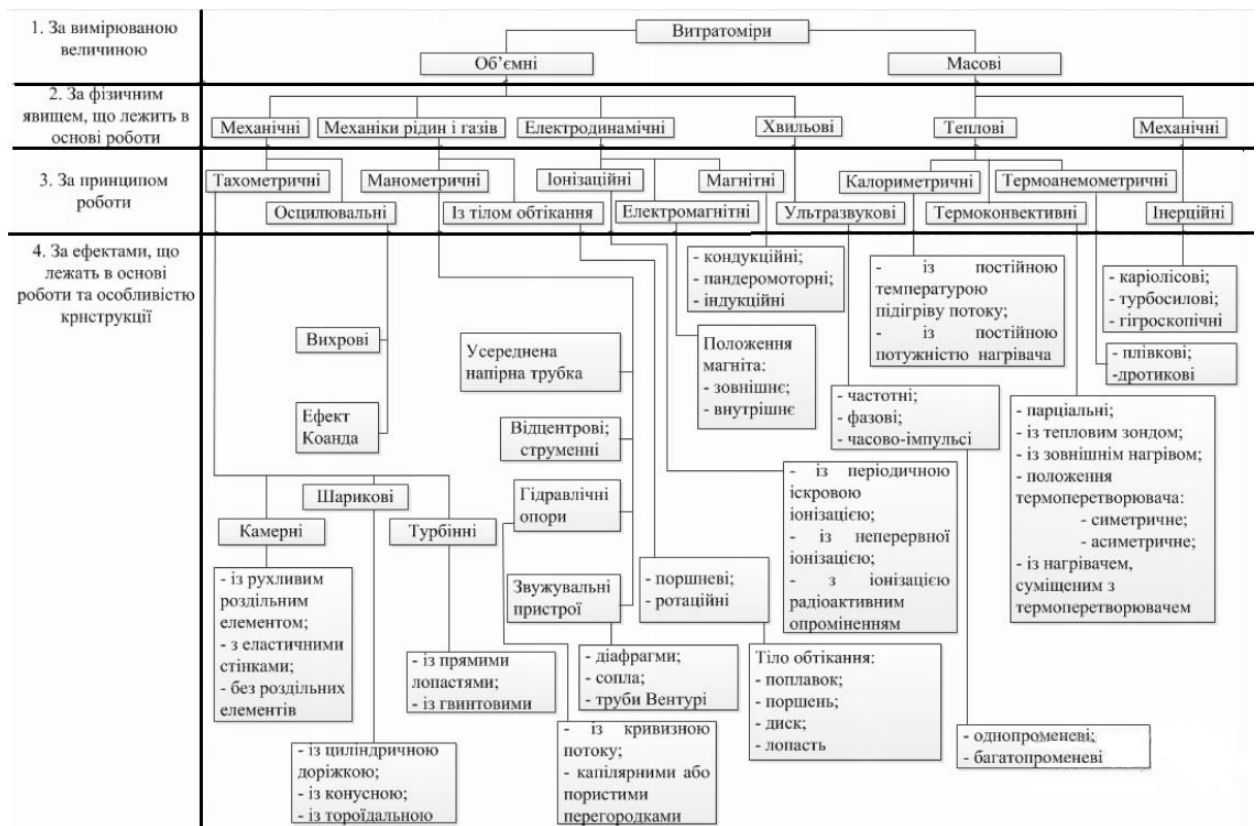 1. За вимірюваною
величиною
Витратоміри
Об’ємні
Масові
2. За фізичним
явищем, що лежить в
основі роботи
Механічні
Механіки рідин і газів
Електродинамічні
Хвильові
Теплові
Механічні
3. За принципом
роботи
Тахометричні
Манометричні
Іонізаційні
Магнітні
Калориметричні
Термоанемометричні
Осцилювальні
Із тілом обтікання
Електромагнітні
Ультразвукові
Термоконвективні
Інерційні
4. За ефектами, що
лежать в основі
роботи та особливістю
крнструкції
- кондукційні;
- пандеромоторні;
- індукційні
- із постійною
температурою
підігріву потоку;
- із постійною
потужністю нагрівача
- каріолісові;
- турбосилові;
- гігроскопічні
Вихрові
Усереднена
напірна трубка
Положення
магніта:
- зовнішнє;
- внутрішнє
- плівкові;
-дротикові
Ефект
Коанда
Відцентрові;
струменні
- частотні;
- фазові;
- часово-імпульсі
- парціальні;
- із тепловим зондом;
- із зовнішнім нагрівом;
- положення
термоперетворювача:
- симетричне;
- асиметричне;
- із нагрівачем,
суміщеним з
термоперетворювачем
Шарикові
Камерні
Турбінні
Гідравлічні
опори
- із періодичною
іскровою
іонізацією;
- із неперервної
іонізацією;
- з іонізацією
радіоактивним
опроміненням
- із рухливим
роздільним
елементом;
- з еластичними
стінками;
- без роздільних
елементів
Звужувальні
пристрої
- поршневі;
- ротаційні
- із прямими
лопастями;
- із гвинтовими
- діафрагми;
- сопла;
- труби Вентурі
Тіло обтікання:
- поплавок;
- поршень;
- диск;
- лопасть
- однопроменеві;
- багатопроменеві
- із циліндричною
доріжкою;
- із конусною;
- із тороїдальною
- із кривизною
потоку;
- капілярними або
пористими
перегородками